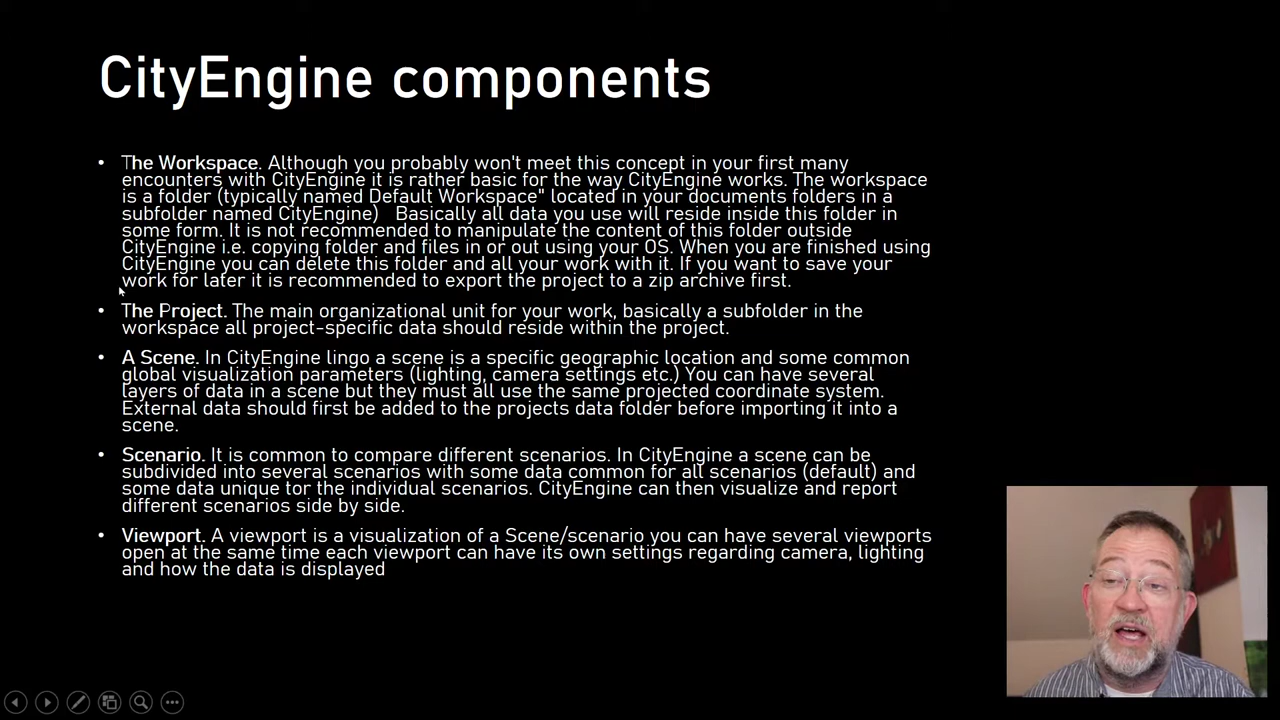 CityEngine components
• The Workspace. Although you probably won't meet this concept in your first many
encounters with CityEngine it is rather basic for the way CityEngine works. The workspace
is a folder (typically named Default Workspace" located in your documents folders in a
subfolder named CityEngine)   Basically all data you use will reside inside this folder in
some form. It is not recommended to manipulate the content of this folder outside
CityEngine i.e. copying folder and files in or out using your OS. When you are finished using
CityEngine you can delete this folder and all your work with it. If you want to save your
work for later it is recommended to export the project to a zip archive first.
• The Project. The main organizational unit for your work, basically a subfolder in the
workspace all project-specific data should reside within the project.
• A Scene. In CityEngine lingo a scene is a specific geographic location and some common
global visualization parameters (lighting, camera settings etc.) You can have several
layers of data in a scene but they must all use the same projected coordinate system.
External data should first be added to the projects data folder before importing it into a
scene.
• Scenario. It is common to compare different scenarios. In CityEngine a scene can be
subdivided into several scenarios with some data common for all scenarios (default) and
some data unique tor the individual scenarios. CityEngine can then visualize and report
different scenarios side by side.
• Viewport. A viewport is a visualization of a Scene/scenario you can have several viewports
open at the same time each viewport can have its own settings regarding camera, lighting
and how the data is displayed